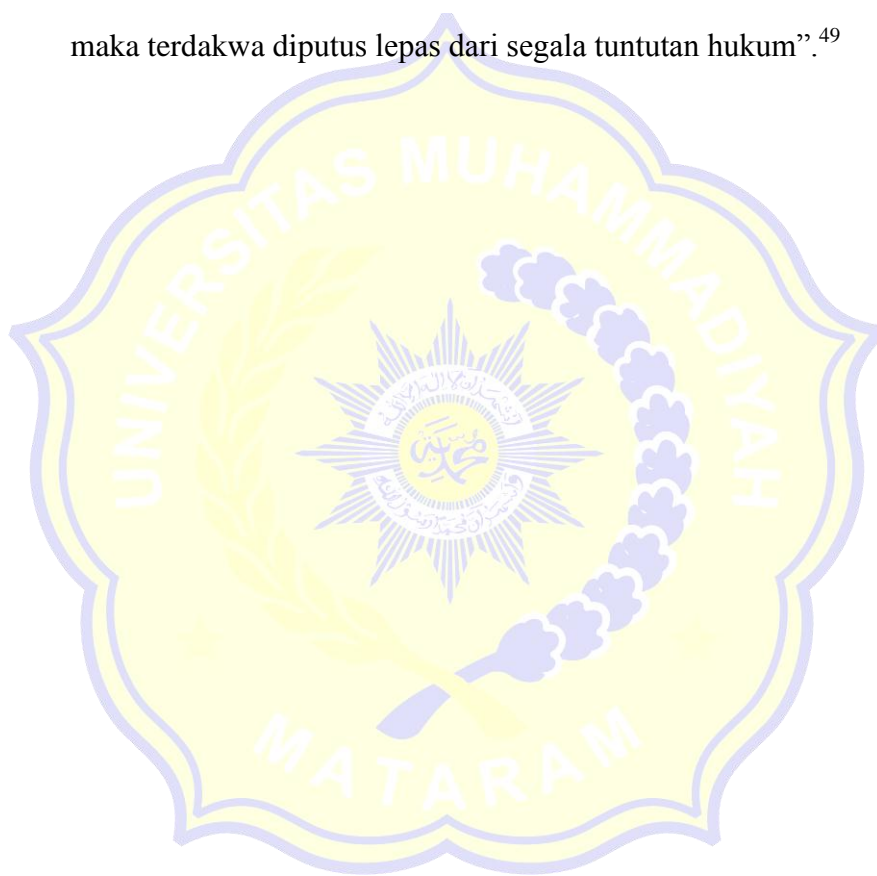 maka terdakwa diputus lepas dari segala tuntutan hukum”.49
UNIVERSITAS MUHAMMADIYAH
MATARAM